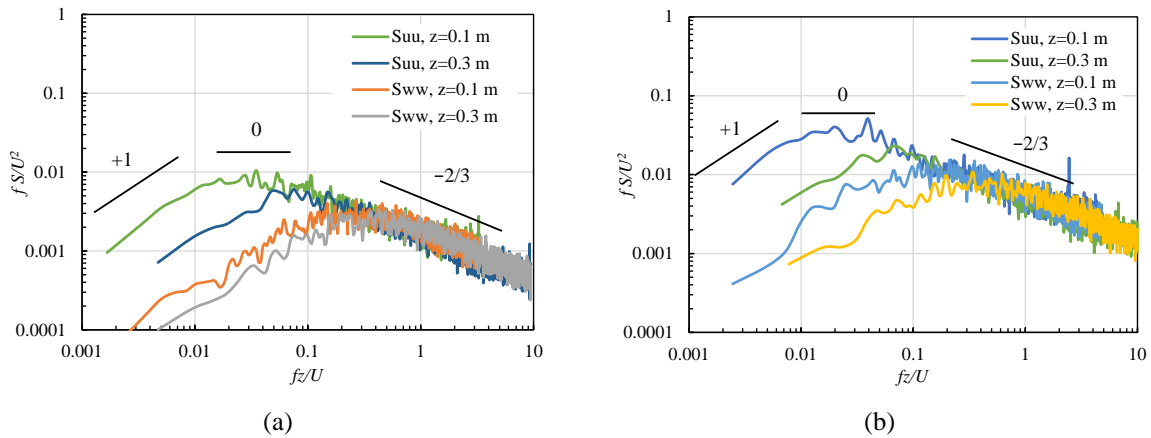 1
0.1
0.01
0.001
0.0001
f S/U²
Suu, z=0.1 m
Suu, z=0.3 m
Sww, z=0.1 m
Sww, z=0.3 m
+1
0
−2/3
0.001
0.01
0.1
1
10
fz/U
(a)
1
0.1
0.01
0.001
0.0001
f S/U²
Suu, z=0.1 m
Suu, z=0.3 m
Sww, z=0.1 m
Sww, z=0.3 m
+1
0
−2/3
0.001
0.01
0.1
1
10
fz/U
(b)